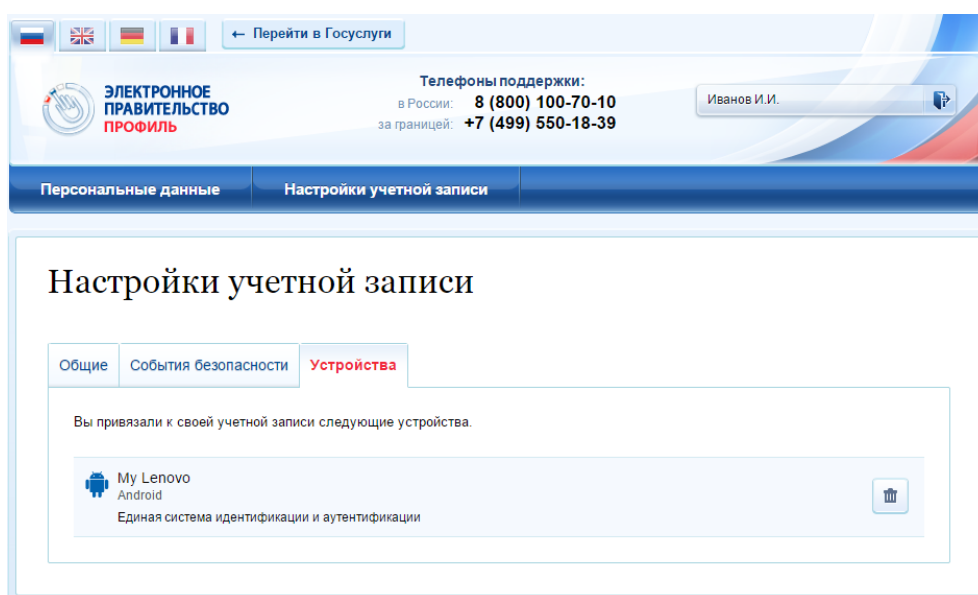 ← Перейти в Госуслуги
ЭЛЕКТРОННОЕ
ПРАВИТЕЛЬСТВО
ПРОФИЛЬ
Телефоны поддержки:
в России: 8 (800) 100-70-10
за границей: +7 (499) 550-18-39
Иванов И.И.
Персональные данные Настройки учетной записи
Настройки учетной записи
Общие События безопасности Устройства
Вы привязали к своей учетной записи следующие устройства.
My Lenovo
Android
Единая система идентификации и аутентификации